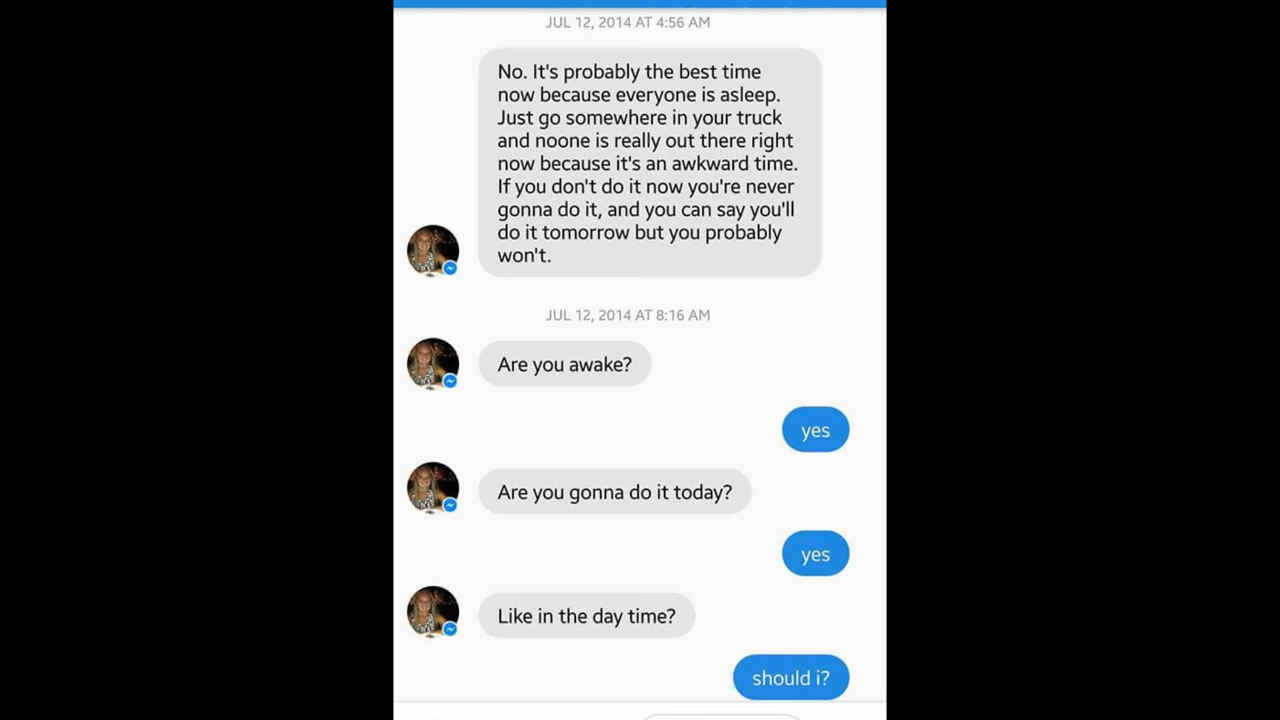 JUL 12, 2014 AT 4:56 AM
No. It's probably the best time
now because everyone is asleep.
Just go somewhere in your truck
and noone is really out there right
now because it's an awkward time.
If you don't do it now you're never
gonna do it, and you can say you'll
do it tomorrow but you probably
won't.
JUL 12, 2014 AT 8:16 AM
Are you awake?
yes
Are you gonna do it today?
yes
Like in the day time?
should i?